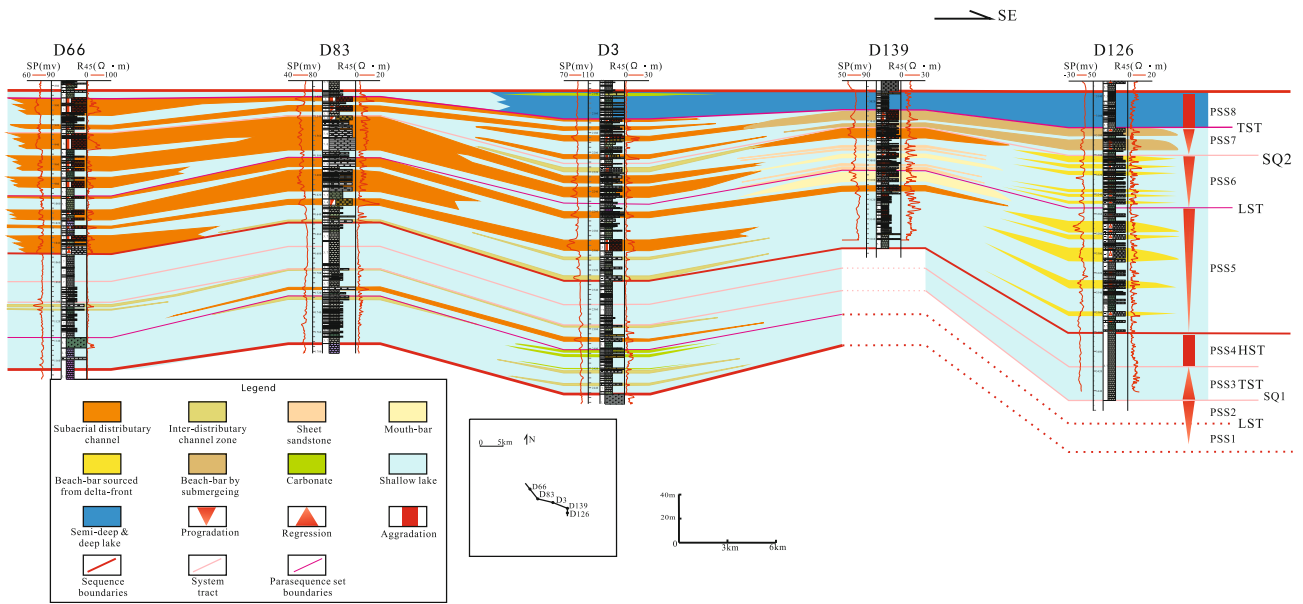 SE
D66
D83
D3
D139
D126
SP(mv) R45(Ω·m)
60 90 0 100
SP(mv) R45(Ω·m)
40 80 0 20
SP(mv) R45(Ω·m)
70 110 0 30
SP(mv) R45(Ω·m)
50 90 0 30
SP(mv) R45(Ω·m)
-30 50 0 20
PSS8
TST
PSS7
SQ2
PSS6
LST
PSS5
PSS4 HST
PSS3 TST
SQ1
PSS2
LST
PSS1
Legend
Subaerial distributary
channel
Inter-distributary
channel zone
Sheet
sandstone
Mouth-bar
Beach-bar sourced
from delta-front
Beach-bar by
submergeing
Carbonate
Shallow lake
Semi-deep &
deep lake
Progradation
Regression
Aggradation
Sequence
boundaries
System
tract
Parasequence set
boundaries
0 5km
N
D66
D83
D3
D139
D126
40m
20m
0
3km
6km